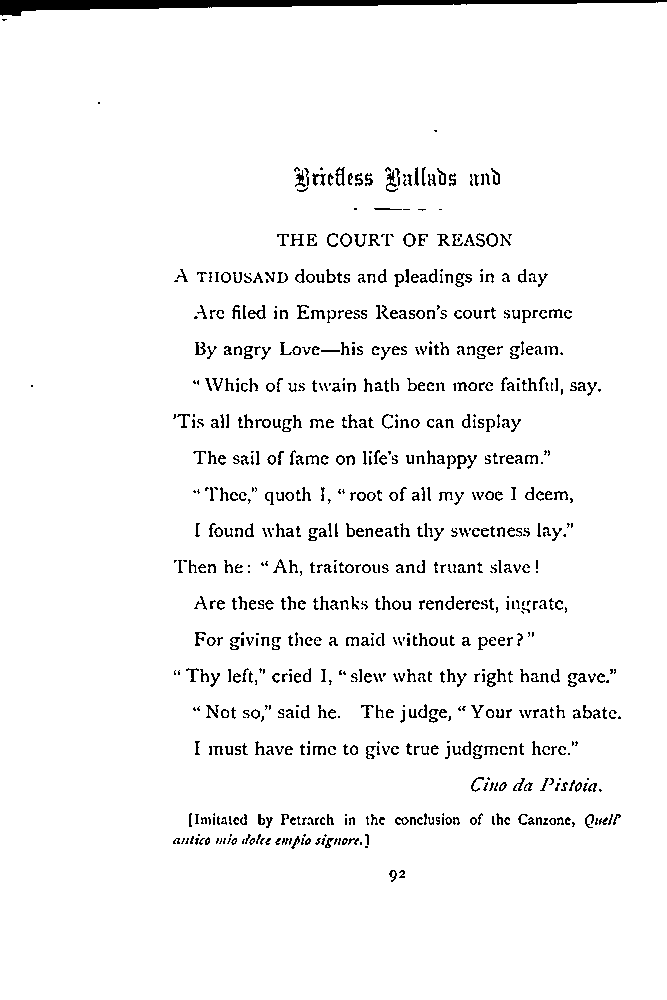 Briefless Ballads and
THE COURT OF REASON
A THOUSAND doubts and pleadings in a day
Are filed in Empress Reason's court supreme
By angry Love—his eyes with anger gleam.
“Which of us twain hath been more faithful, say.
'Tis all through me that Cino can display
The sail of fame on life's unhappy stream.”
“Thee,” quoth I, “root of all my woe I deem,
I found what gall beneath thy sweetness lay.”
Then he: “Ah, traitorous and truant slave!
Are these the thanks thou renderest, ingrate,
For giving thee a maid without a peer?”
“Thy left,” cried I, “slew what thy right hand gave.”
“Not so,” said he. The judge, “Your wrath abate.
I must have time to give true judgment here.”
Cino da Pistoia.
[Imitated by Petrarch in the conclusion of the Canzone, Quell'
antico mio dolce empio signore.]
92